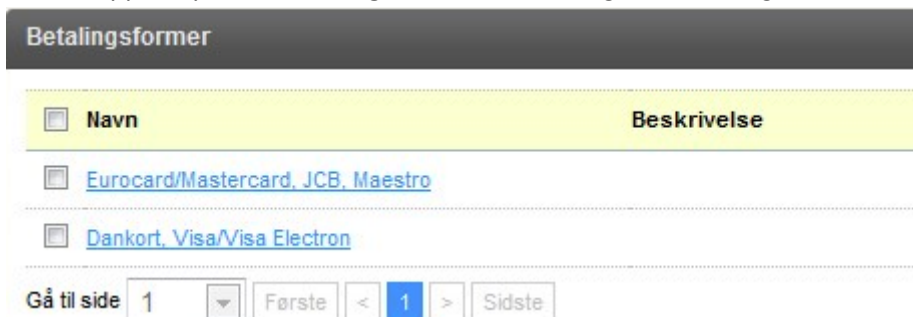 Betalingsformer
Navn Beskrivelse
Eurocard/Mastercard, JCB, Maestro
Dankort, Visa/Visa Electron
Gå til side 1 Første < 1 > Sidste